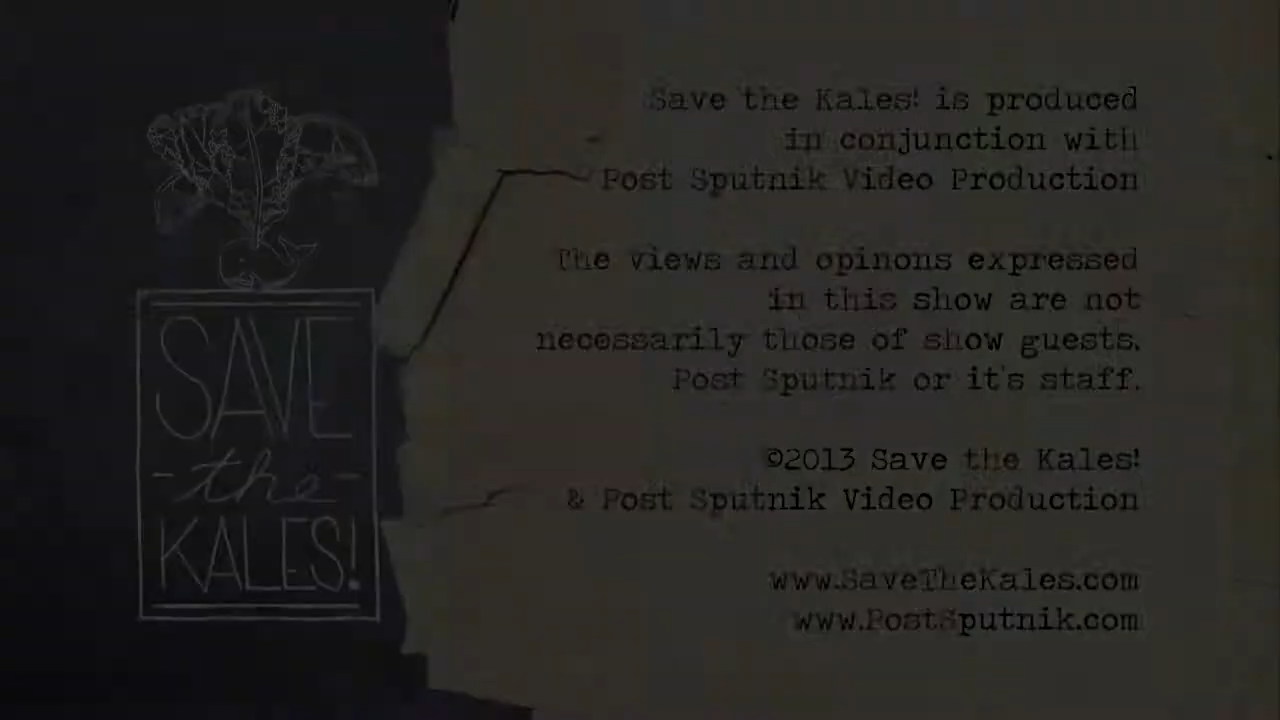 SAVE
- the -
KALES!
Save the Kales! is produced
in conjunction with
Post Sputnik Video Production
The views and opinons expressed
in this show are not
necessarily those of show guests,
Post Sputnik or it's staff.
©2013 Save the Kales!
& Post Sputnik Video Production
www.SaveTheKales.com
www.PostSputnik.com